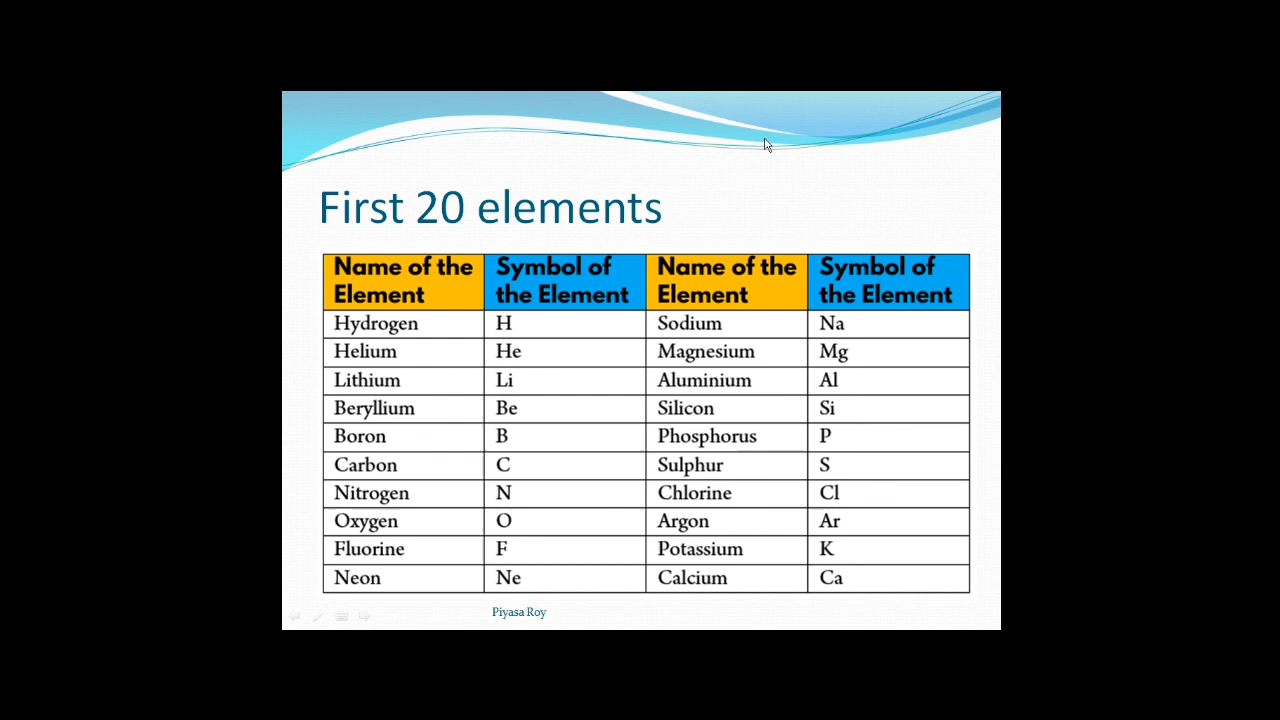 First 20 elements
Name of the Element Symbol of the Element Name of the Element Symbol of the Element
Hydrogen H Sodium Na
Helium He Magnesium Mg
Lithium Li Aluminium Al
Beryllium Be Silicon Si
Boron B Phosphorus P
Carbon C Sulphur S
Nitrogen N Chlorine Cl
Oxygen O Argon Ar
Fluorine F Potassium K
Neon Ne Calcium Ca
Piyasa Roy